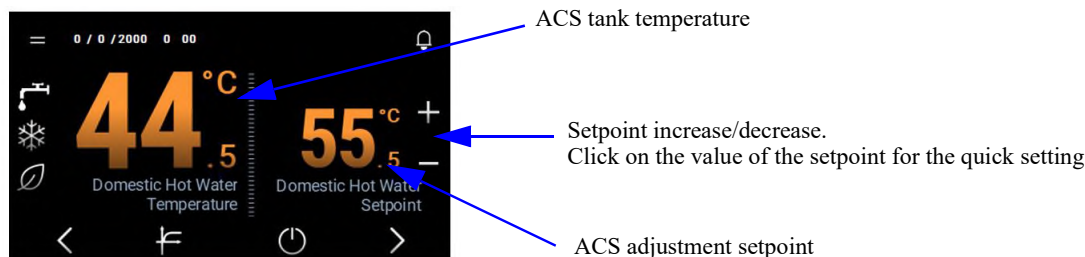 ACS tank temperature
0 / 0 / 2000 0 00
44.5 °C
55.5 °C
Setpoint increase/decrease.
Click on the value of the setpoint for the quick setting
Domestic Hot Water
Temperature
Domestic Hot Water
Setpoint
ACS adjustment setpoint